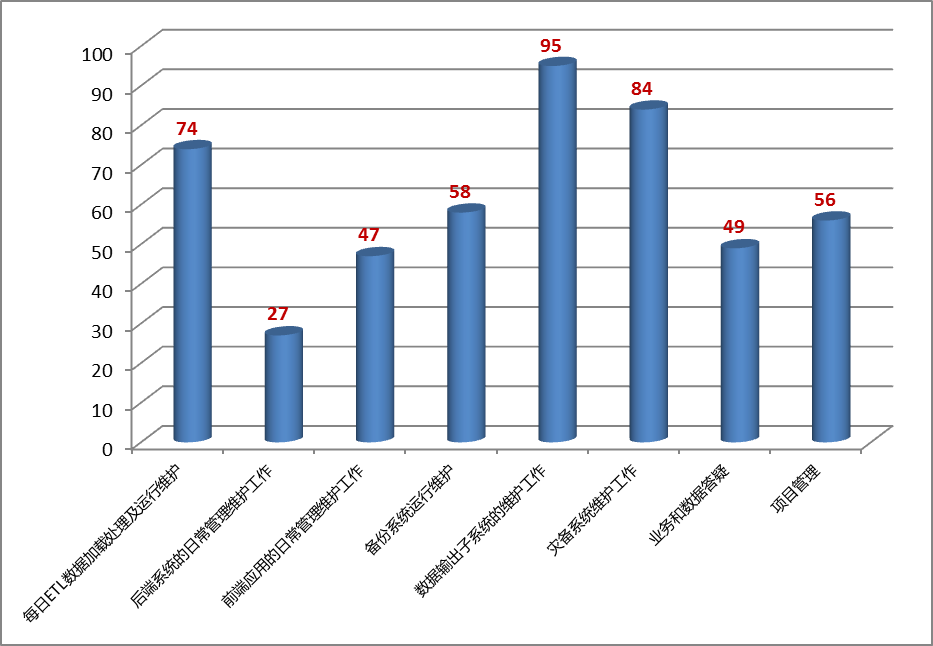 100
90
80
70
60
50
40
30
20
10
0
74
27
47
58
95
84
49
56
每日ETL数据加载处理及运行维护
后端系统的日常管理维护工作
前端应用的日常管理维护工作
备份系统运行维护
数据输出子系统的维护工作
灾备系统维护工作
业务和数据答疑
项目管理